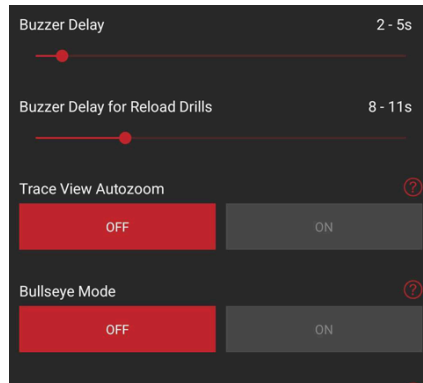 Buzzer Delay 2 - 5s
Buzzer Delay for Reload Drills 8 - 11s
Trace View Autozoom ?
OFF ON
Bullseye Mode ?
OFF ON